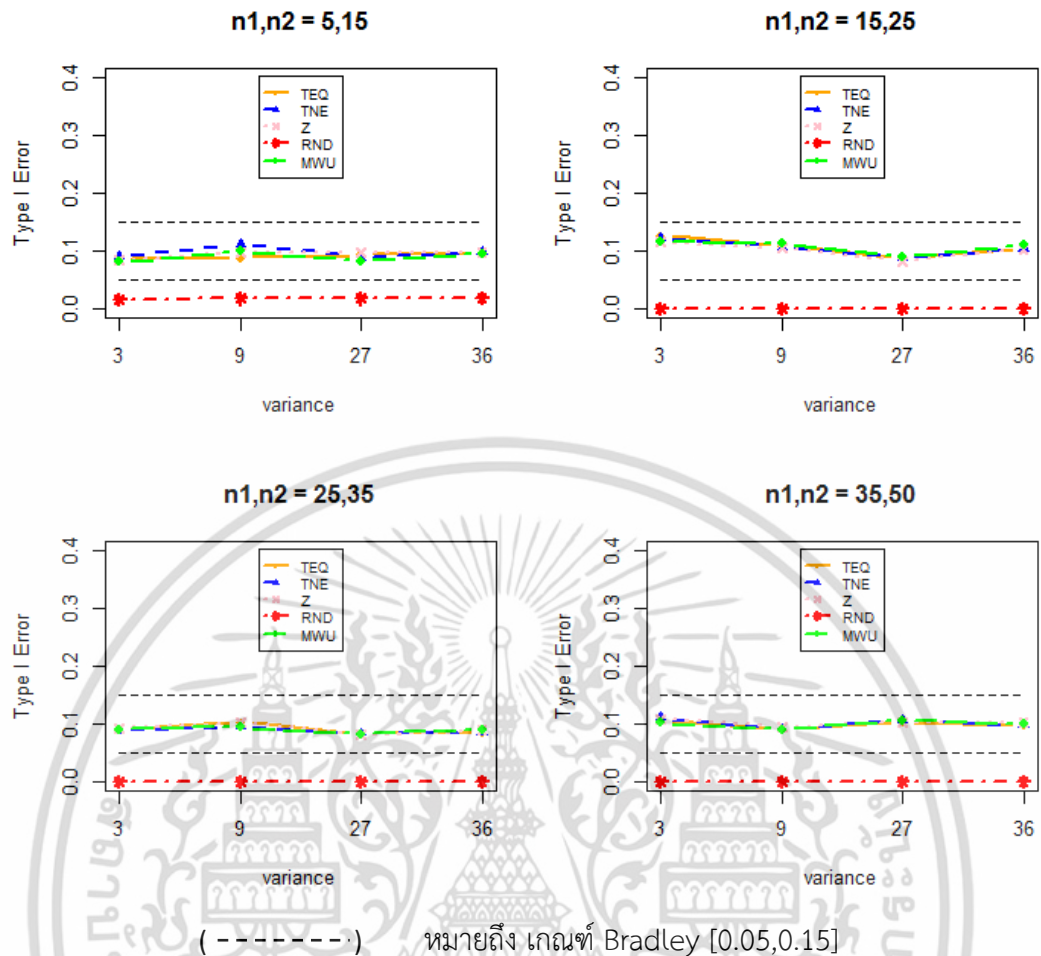 n1,n2 = 5,15
Type I Error
0.4
0.3
0.2
0.1
0.0
TEQ
TNE
Z
RND
MWU
3 9 27 36
variance
n1,n2 = 15,25
Type I Error
0.4
0.3
0.2
0.1
0.0
TEQ
TNE
Z
RND
MWU
3 9 27 36
variance
n1,n2 = 25,35
Type I Error
0.4
0.3
0.2
0.1
0.0
TEQ
TNE
Z
RND
MWU
3 9 27 36
variance
n1,n2 = 35,50
Type I Error
0.4
0.3
0.2
0.1
0.0
TEQ
TNE
Z
RND
MWU
3 9 27 36
variance
( ------- ) หมายถึง เกณฑ์ Bradley [0.05,0.15]